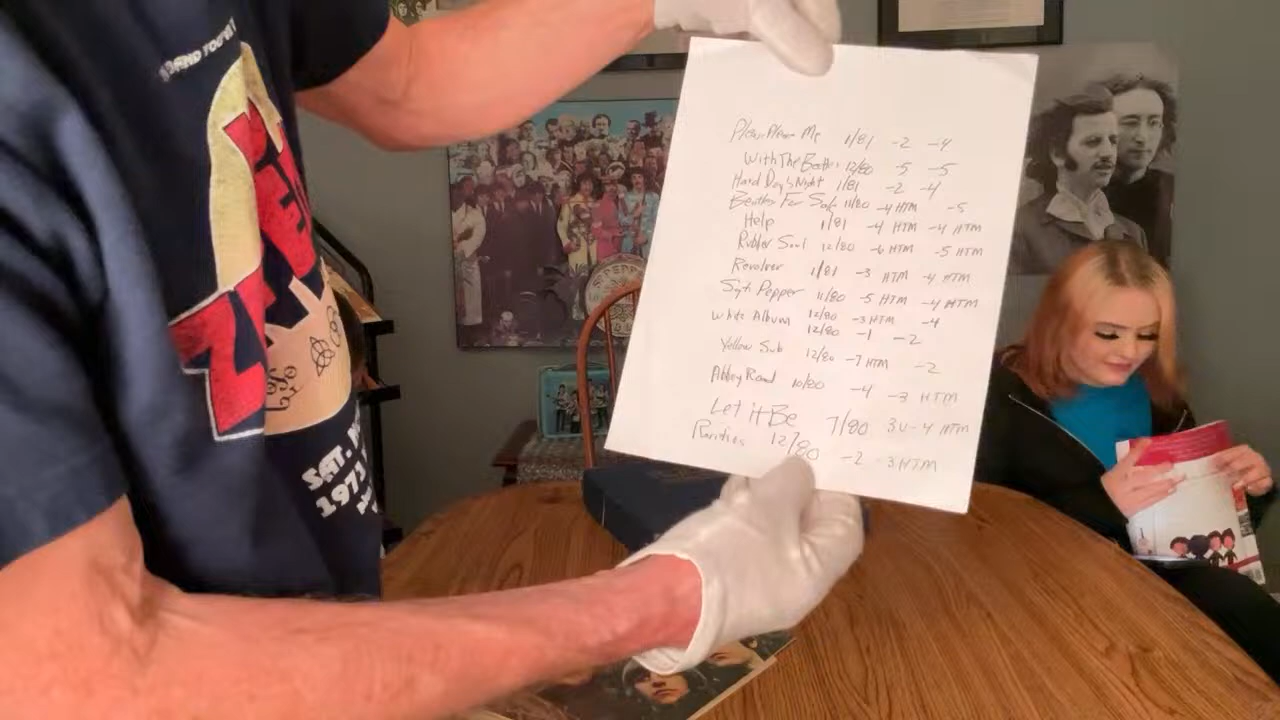 Please Please Me 1/81 -2 -4
With The Beatles 12/80 -5 -5
Hard Day's Night 1/81 -2 -4
Beatles For Sale 11/80 -4 HTM -5
Help 1/81 -4 HTM -4 HTM
Rubber Soul 12/80 -6 HTM -5 HTM
Revolver 1/81 -3 HTM -4 HTM
Sgt Pepper 11/80 -5 HTM -4 HTM
White Album 12/80 -3 HTM -4
12/80 -1 -2
Yellow Sub 12/80 -7 HTM -2
Abbey Road 10/80 -4 -3 HTM
Let it Be 7/80 3U -4 HTM
Rarities 12/80 -2 -3 HTM
SAT.
1973